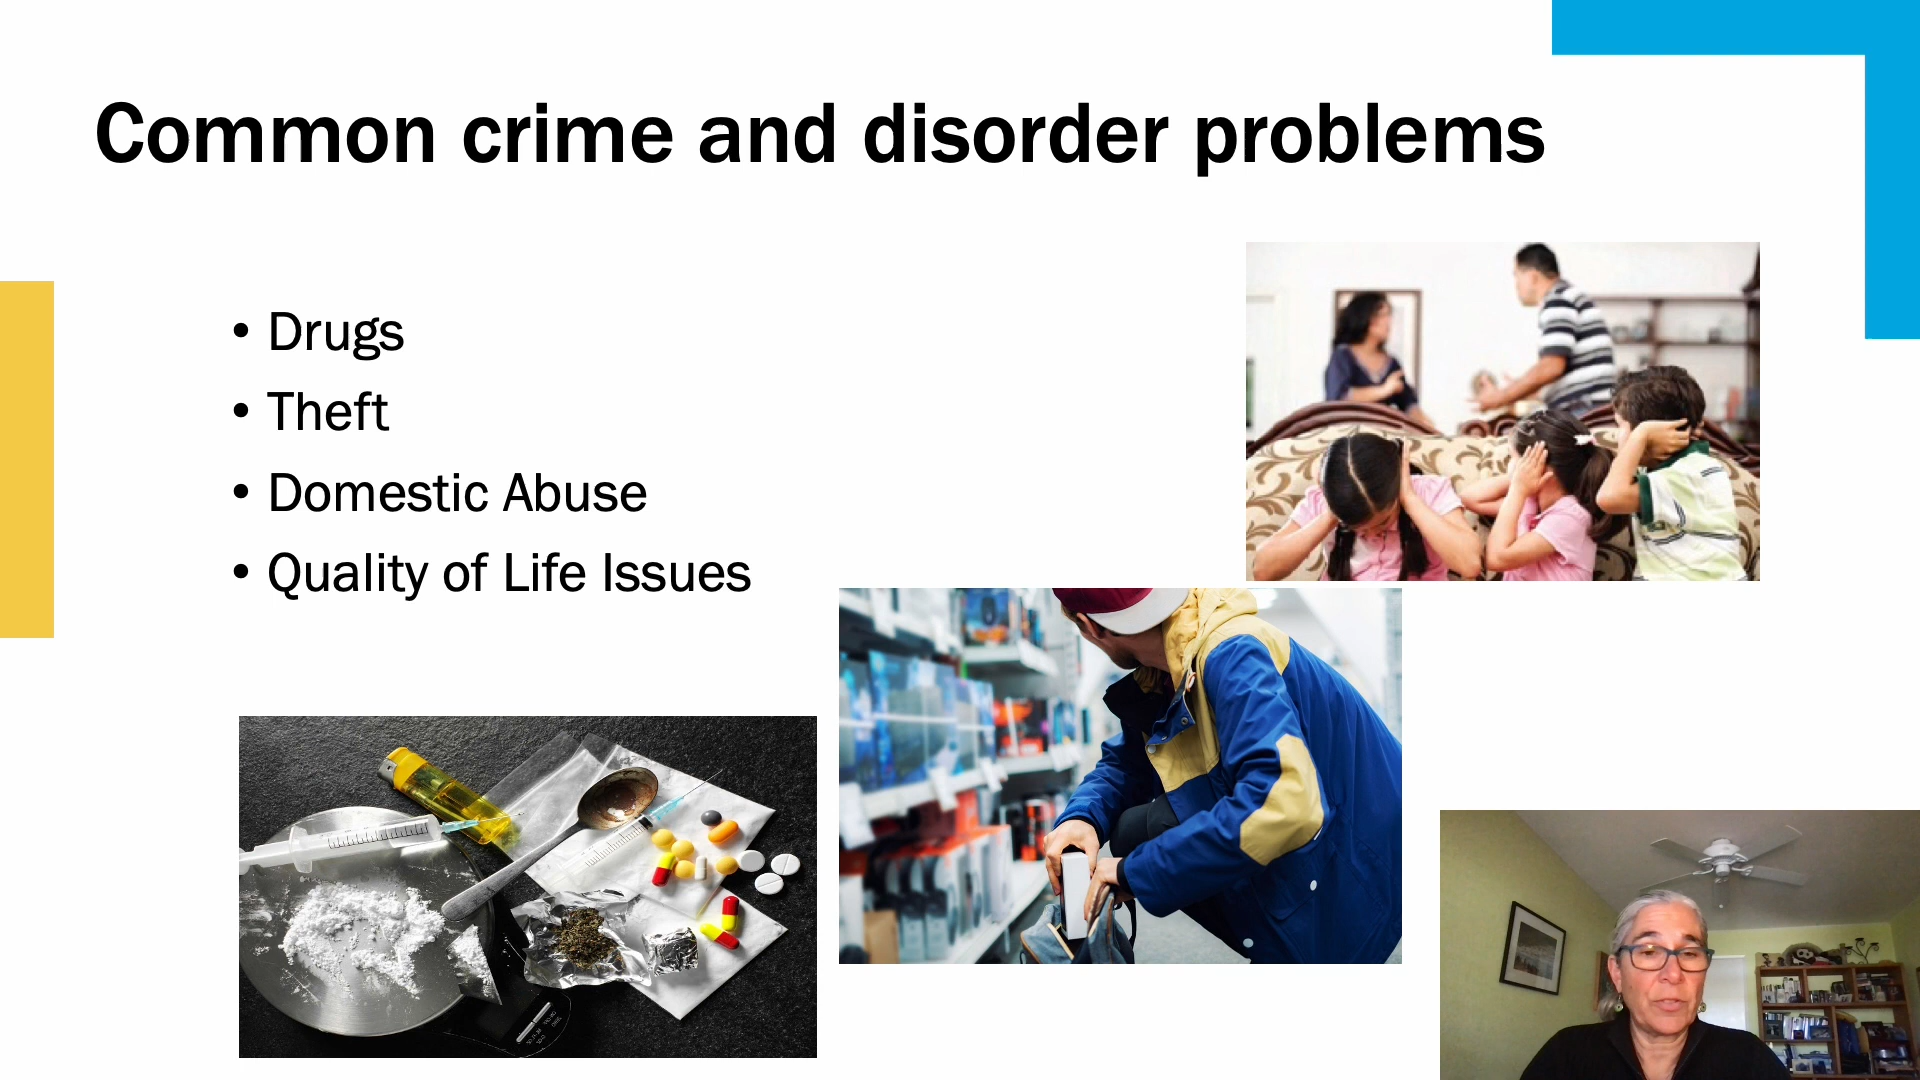 Common crime and disorder problems
• Drugs
• Theft
• Domestic Abuse
• Quality of Life Issues